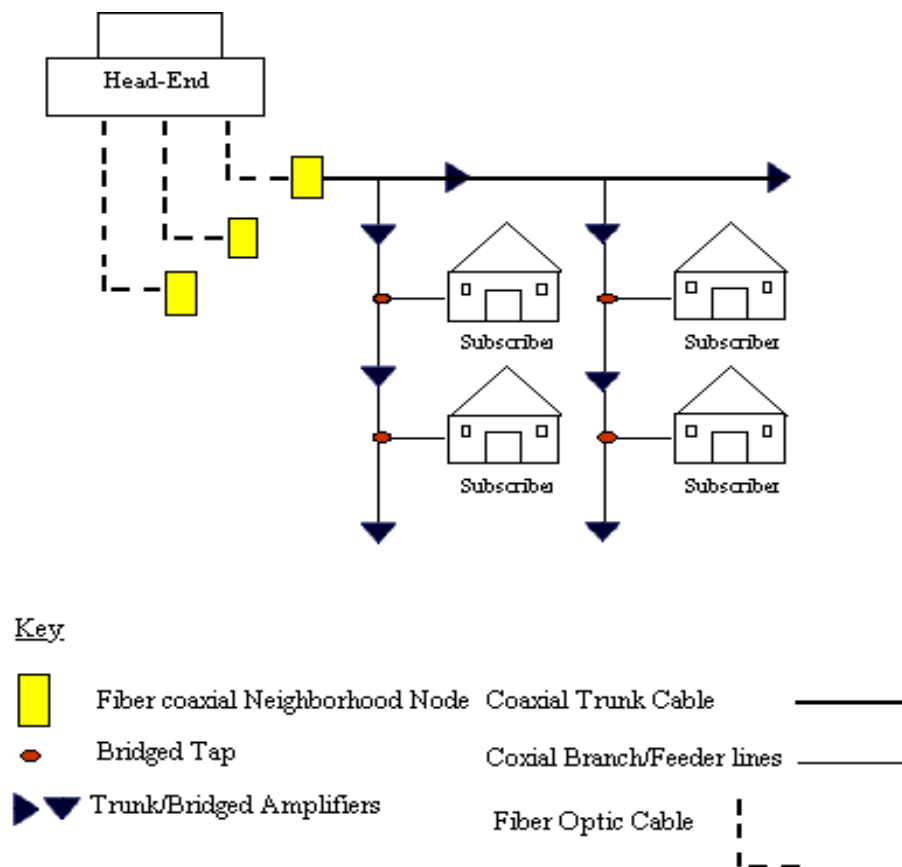 Head-End
Subscriber Subscriber
Subscriber Subscriber
Key
Fiber coaxial Neighborhood Node Coaxial Trunk Cable
Bridged Tap Coxial Branch/Feeder lines
Trunk/Bridged Amplifiers
Fiber Optic Cable